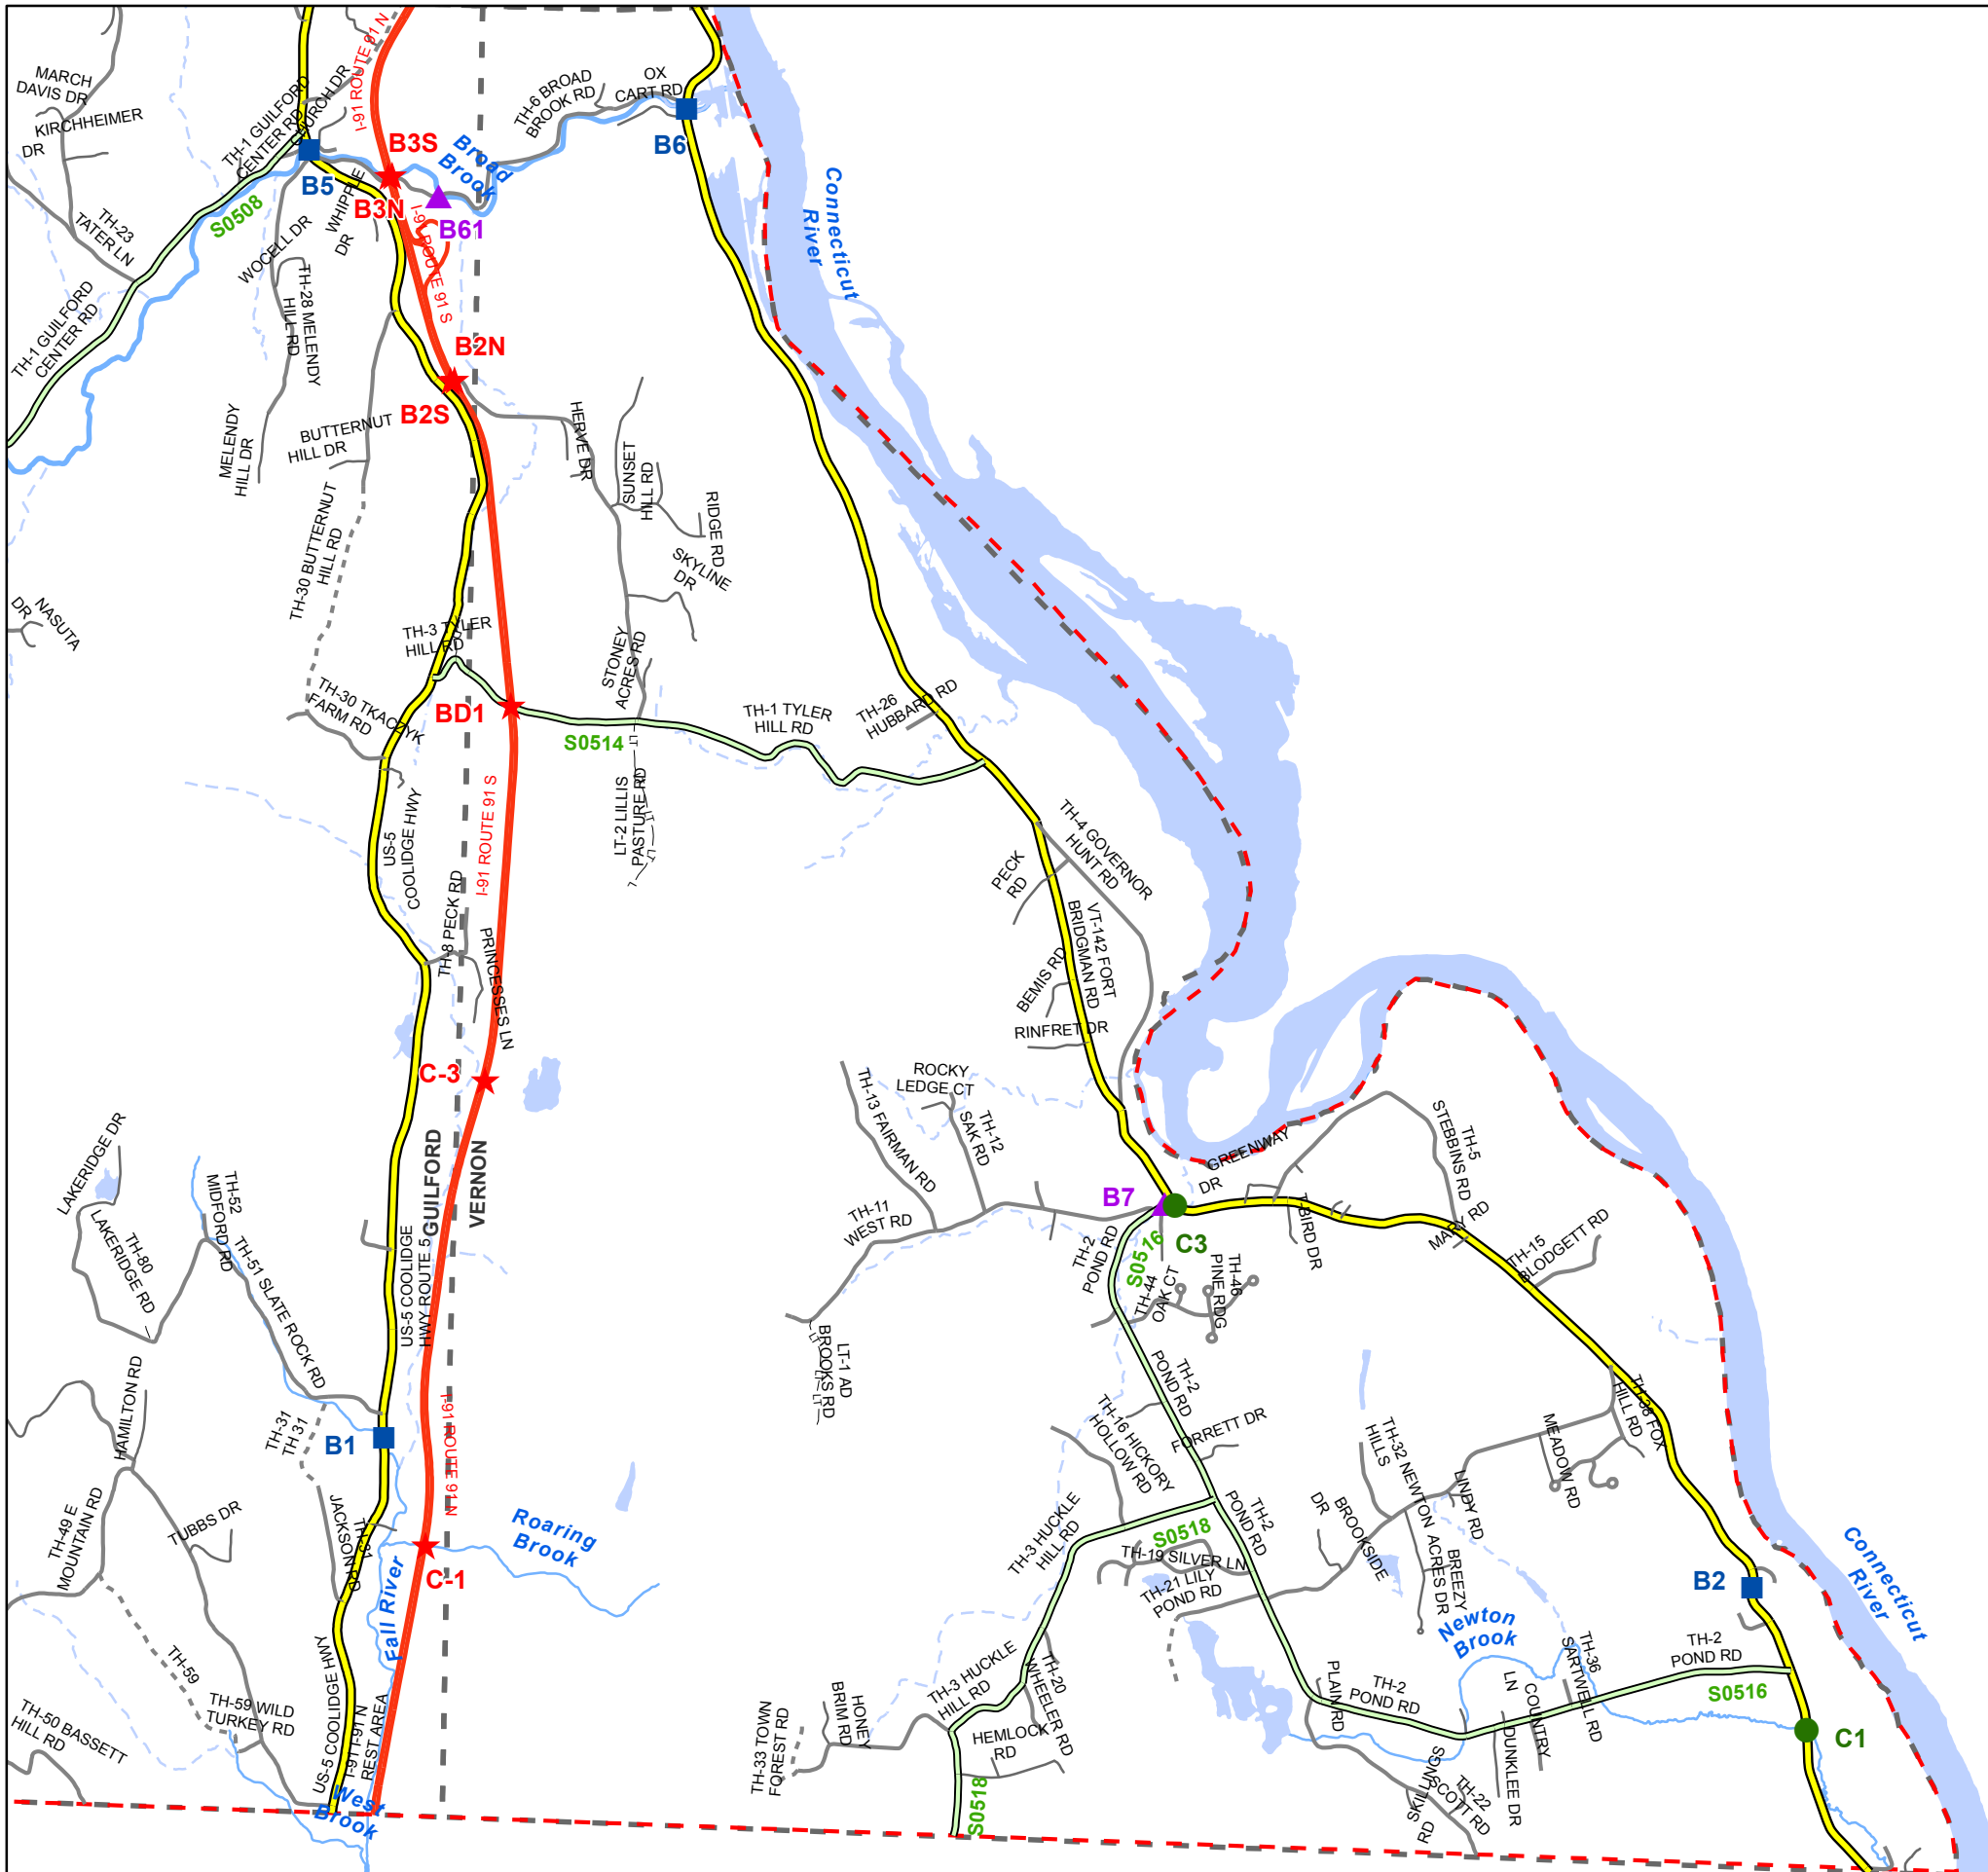 MARCH
DAVIS DR
KIRCHHEIMER
DR
TH-1 GUILFORD
CENTER RD
CHURCH DR
I-91 ROUTE 91 N
TH-6 BROAD
BROOK RD
OX
CART RD
B3S
B6
B5
Broad
Brook
B3N
B61
WHIPPLE
DR
I-91 ROUTE 91 S
S0508
TH-23
TATER LN
WOCELL DR
TH-28 MELENDY
HILL RD
Connecticut
River
TH-1 GUILFORD
CENTER RD
B2N
B2S
MELENDY
HILL DR
BUTTERNUT
HILL DR
HERVE DR
SUNSET
HILL RD
RIDGE RD
SKYLINE
DR
TH-30 BUTTERNUT
HILL RD
NASUTA
DR
TH-3 TYLER
HILL RD
STONEY
ACRES RD
TH-30 TKACZYK
FARM RD
BD1
S0514
TH-1 TYLER
HILL RD
TH-26
HUBBARD RD
LT
LT-2 LILLIS
PASTURE RD
LT
LT
L
US-5
COOLIDGE HWY
I-91 ROUTE 91 S
TH-4 GOVERNOR
HUNT RD
PECK
RD
TH-8 PECK RD
PRINCESSES LN
VT-142 FORT
BRIDGMAN RD
BEMIS RD
RINFRET DR
C-3
ROCKY
LEDGE CT
TH-13 FAIRMAN RD
TH-12
SAK RD
TH-5
STEBBINS RD
GREENWAY
DR
LAKERIDGE DR
TH-52
MIDFORD RD
GUILFORD
VERNON
TH-11
WEST RD
B7
C3
T-BIRD DR
MARY RD
TH-15
BLODGETT RD
TH-80
LAKERIDGE RD
TH-51 SLATE ROCK RD
US-5 COOLIDGE
HWY ROUTE 5
TH-2
POND RD
S0516
TH-44
OAK CT
TH-46
PINE RDG
LT
LT-1 AD
BROOKS RD
LT
LT
HAMILTON RD
TH-31
TH 31
B1
I-91 ROUTE 91 N
TH-2
POND RD
TH-16 HICKORY
HOLLOW RD
FORRETT DR
TH-32 NEWTON
HILLS
TH-38 FOX
HILL RD
MEADOW RD
LINDY RD
TH-49 E
MOUNTAIN RD
TUBBS DR
TH-31
JACKSON RD
Roaring
Brook
C-1
TH-3 HUCKLE
HILL RD
S0518
TH-2
POND RD
BROOKSIDE
DR
TH-19 SILVER LN
TH-21 LILY
POND RD
BREEZY
ACRES DR
B2
Connecticut
River
Fall River
Newton
Brook
TH-59
TH-59 WILD
TURKEY RD
US-5 COOLIDGE HWY
I-91 I-91 N
REST AREA
TH-50 BASSETT
HILL RD
West
Brook
TH-33 TOWN
FOREST RD
HONEY
BRIM RD
TH-3 HUCKLE
HILL RD
TH-20
WHEELER RD
HEMLOCK
RD
S0518
PLAIN RD
TH-2
POND RD
COUNTRY
LN
TH-36
SARTWELL RD
TH-2
POND RD
S0516
C1
DUNKLEE DR
SKILLINGS
RD
TH-22
SCOTT RD